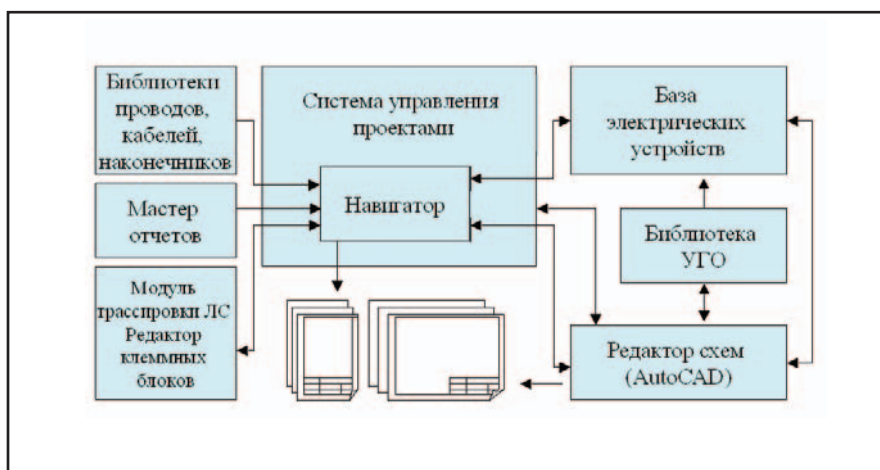 Библиотеки
проводов,
кабелей,
наконечников
Мастер
отчетов
Модуль
трасспровки ЛС
Редактор
клеммных
блоков
Система управления
проектами
Навигатор
База
электрических
устройств
Библиотека
УГО
Редактор схем
(AutoCAD)